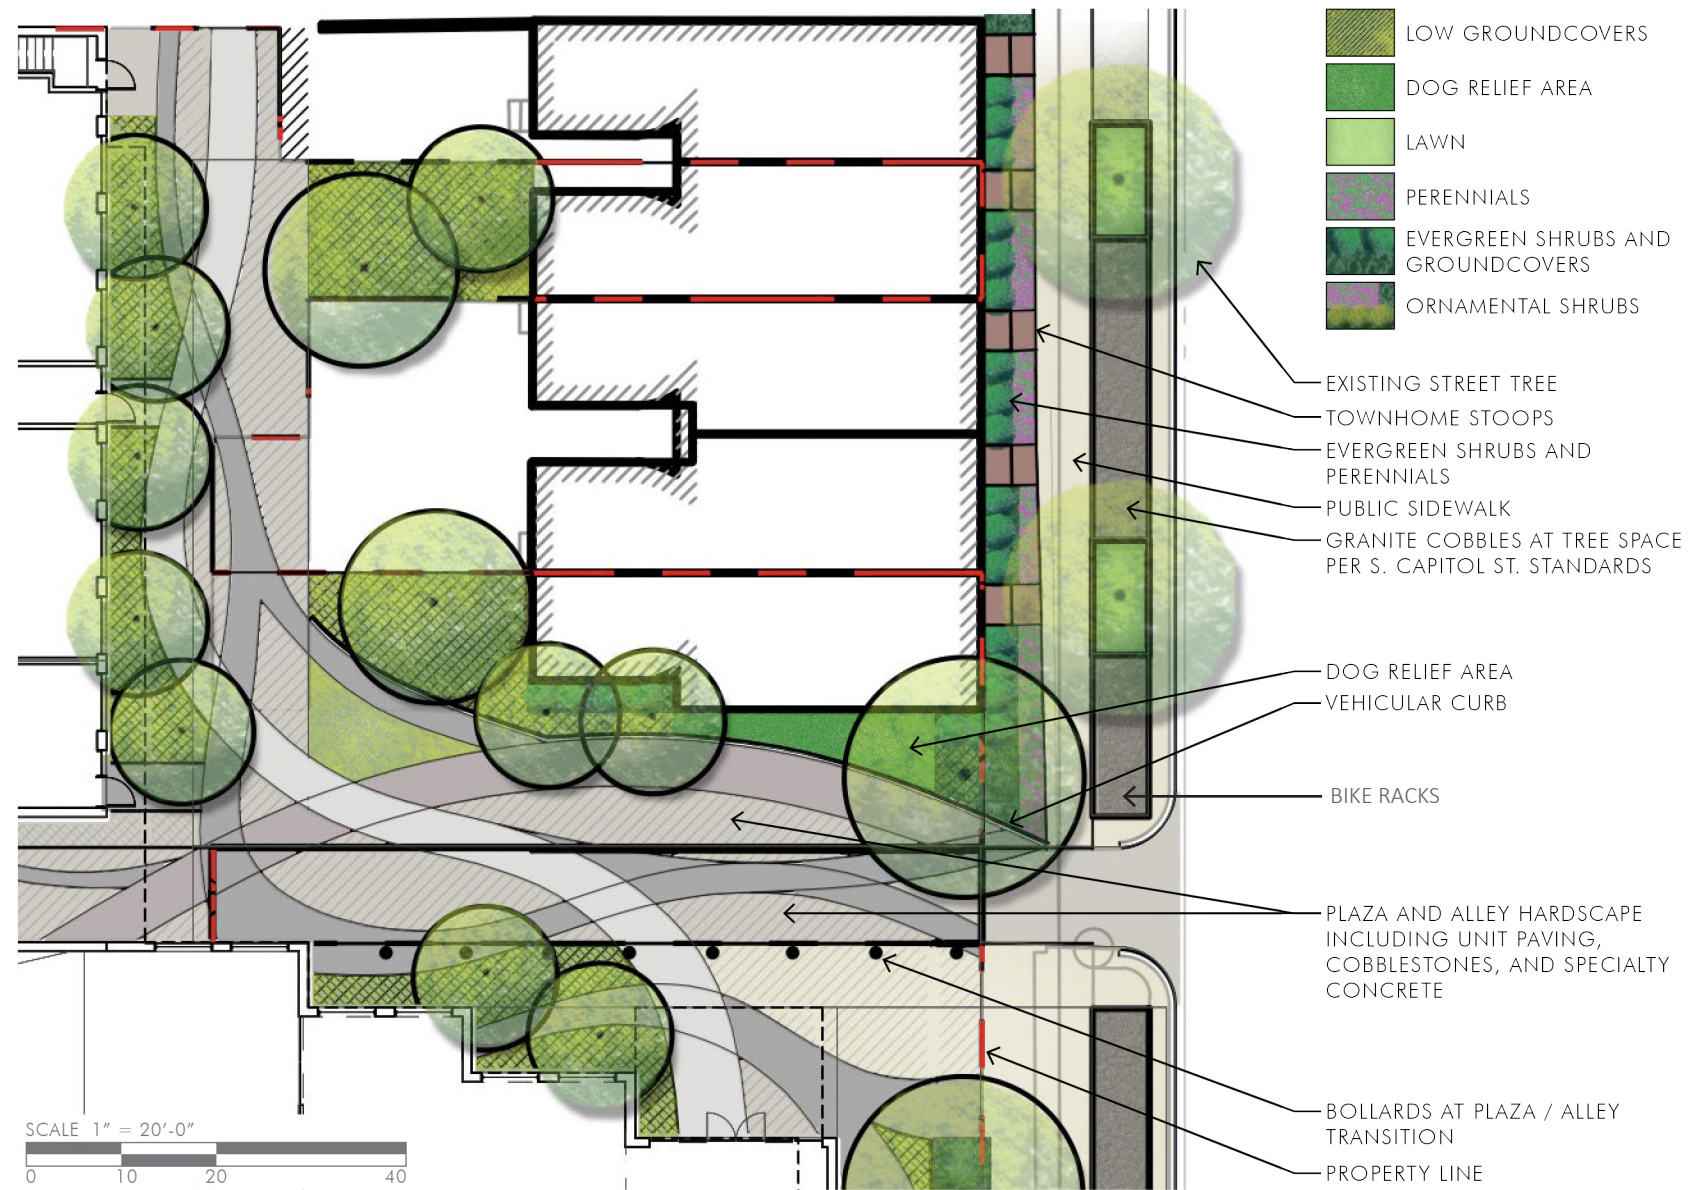 LOW GROUNDCOVERS
DOG RELIEF AREA
LAWN
PERENNIALS
EVERGREEN SHRUBS AND
GROUNDCOVERS
ORNAMENTAL SHRUBS
EXISTING STREET TREE
TOWNHOME STOOPS
EVERGREEN SHRUBS AND
PERENNIALS
PUBLIC SIDEWALK
GRANITE COBBLES AT TREE SPACE
PER S. CAPITOL ST. STANDARDS
DOG RELIEF AREA
VEHICULAR CURB
BIKE RACKS
PLAZA AND ALLEY HARDSCAPE
INCLUDING UNIT PAVING,
COBBLESTONES, AND SPECIALTY
CONCRETE
BOLLARDS AT PLAZA / ALLEY
TRANSITION
PROPERTY LINE
SCALE 1" = 20'-0"
0 10 20 40